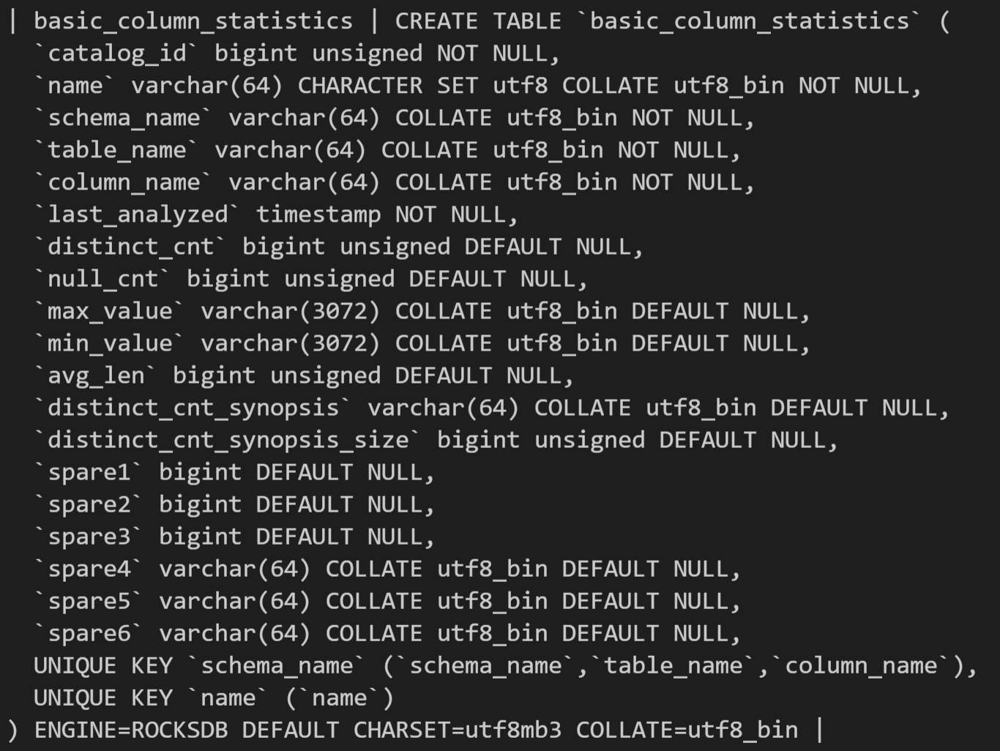 | basic_column_statistics | CREATE TABLE `basic_column_statistics` (
`catalog_id` bigint unsigned NOT NULL,
`name` varchar(64) CHARACTER SET utf8 COLLATE utf8_bin NOT NULL,
`schema_name` varchar(64) COLLATE utf8_bin NOT NULL,
`table_name` varchar(64) COLLATE utf8_bin NOT NULL,
`column_name` varchar(64) COLLATE utf8_bin NOT NULL,
`last_analyzed` timestamp NOT NULL,
`distinct_cnt` bigint unsigned DEFAULT NULL,
`null_cnt` bigint unsigned DEFAULT NULL,
`max_value` varchar(3072) COLLATE utf8_bin DEFAULT NULL,
`min_value` varchar(3072) COLLATE utf8_bin DEFAULT NULL,
`avg_len` bigint unsigned DEFAULT NULL,
`distinct_cnt_synopsis` varchar(64) COLLATE utf8_bin DEFAULT NULL,
`distinct_cnt_synopsis_size` bigint unsigned DEFAULT NULL,
`spare1` bigint DEFAULT NULL,
`spare2` bigint DEFAULT NULL,
`spare3` bigint DEFAULT NULL,
`spare4` varchar(64) COLLATE utf8_bin DEFAULT NULL,
`spare5` varchar(64) COLLATE utf8_bin DEFAULT NULL,
`spare6` varchar(64) COLLATE utf8_bin DEFAULT NULL,
UNIQUE KEY `schema_name` (`schema_name`,`table_name`,`column_name`),
UNIQUE KEY `name` (`name`)
) ENGINE=ROCKSDB DEFAULT CHARSET=utf8mb3 COLLATE=utf8_bin |